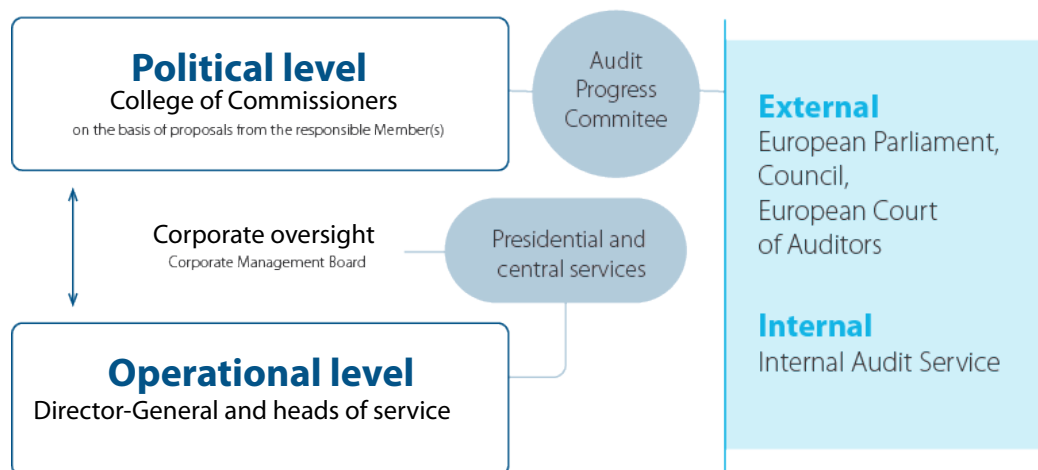 Political level
College of Commissioners
on the basis of proposals from the responsible Member(s)
Audit
Progress
Commitee
Corporate oversight
Corporate Management Board
Presidential and
central services
Operational level
Director-General and heads of service
External
European Parliament,
Council,
European Court
of Auditors
Internal
Internal Audit Service